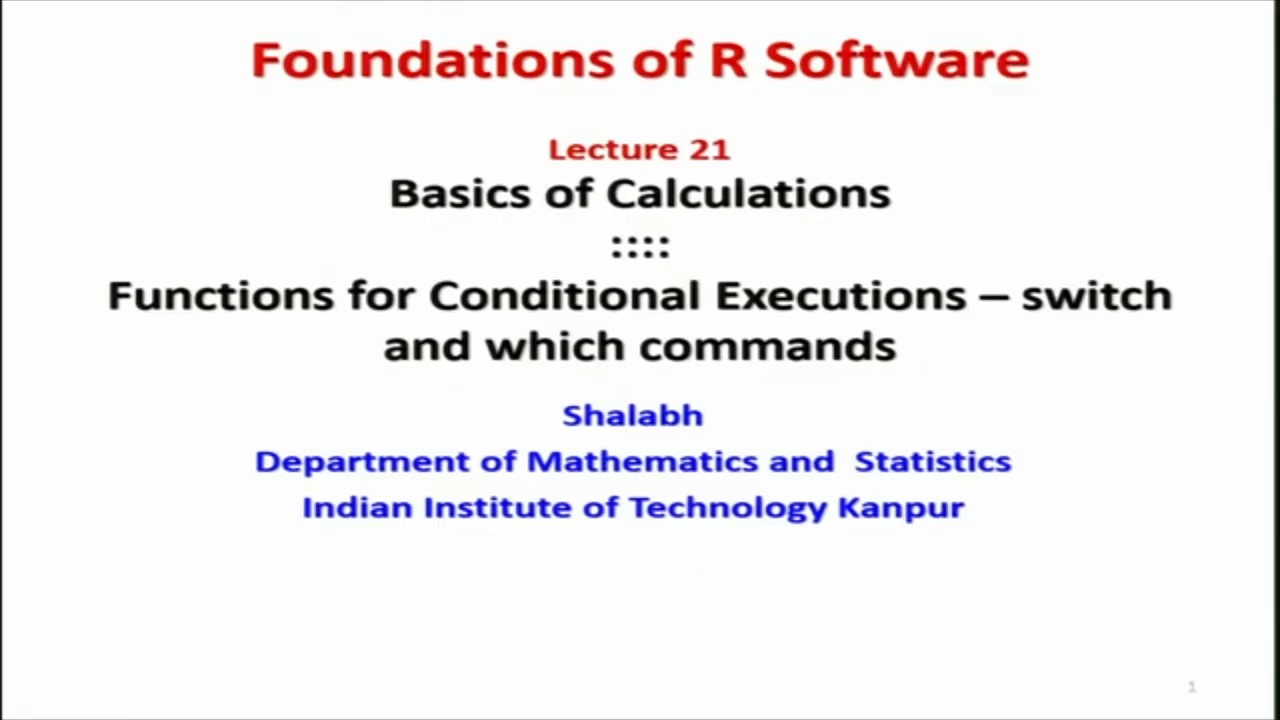 Foundations of R Software
Lecture 21
Basics of Calculations
::::
Functions for Conditional Executions – switch
and which commands
Shalabh
Department of Mathematics and Statistics
Indian Institute of Technology Kanpur
1